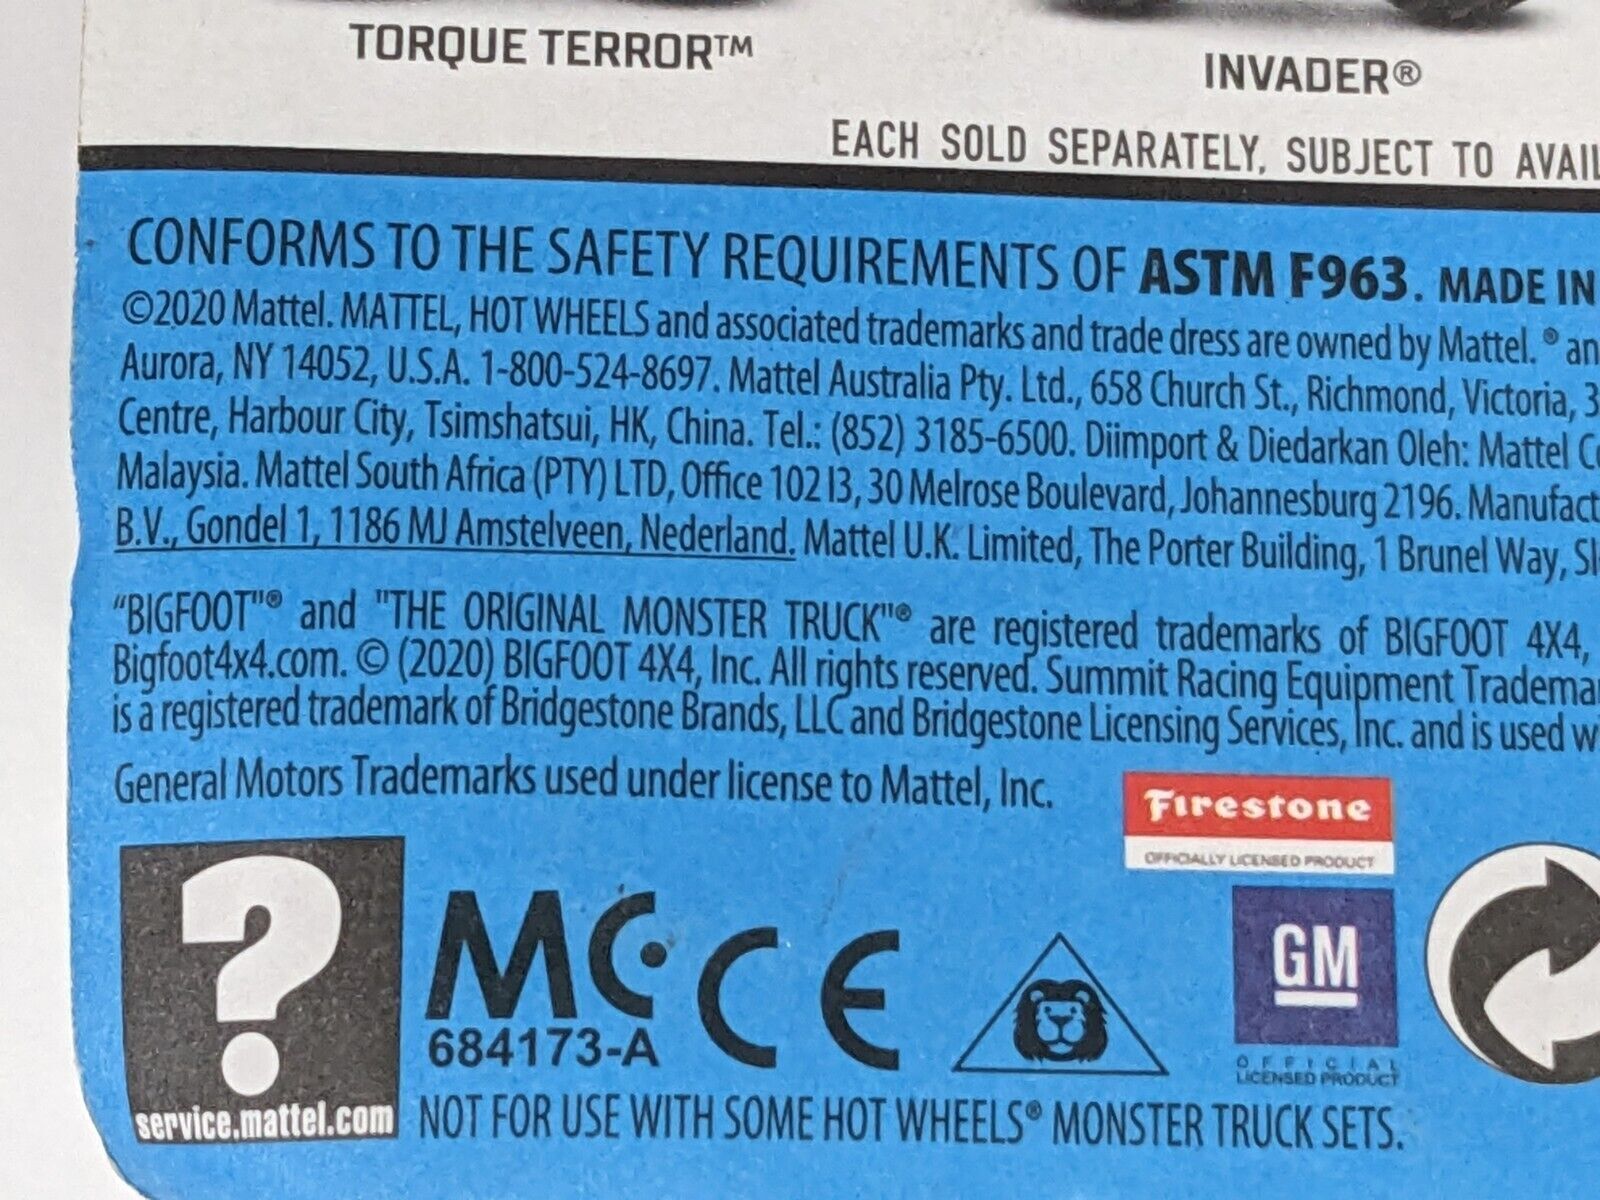 TORQUE TERROR™
INVADER®
EACH SOLD SEPARATELY, SUBJECT TO AVAIL
CONFORMS TO THE SAFETY REQUIREMENTS OF ASTM F963. MADE IN
©2020 Mattel. MATTEL, HOT WHEELS and associated trademarks and trade dress are owned by Mattel. ® an
Aurora, NY 14052, U.S.A. 1-800-524-8697. Mattel Australia Pty. Ltd., 658 Church St., Richmond, Victoria, 3
Centre, Harbour City, Tsimshatsui, HK, China. Tel.: (852) 3185-6500. Diimport & Diedarkan Oleh: Mattel Co
Malaysia. Mattel South Africa (PTY) LTD, Office 102 I3, 30 Melrose Boulevard, Johannesburg 2196. Manufact
B.V., Gondel 1, 1186 MJ Amstelveen, Nederland. Mattel U.K. Limited, The Porter Building, 1 Brunel Way, Sl
“BIGFOOT"® and "THE ORIGINAL MONSTER TRUCK"® are registered trademarks of BIGFOOT 4X4,
Bigfoot4x4.com. © (2020) BIGFOOT 4X4, Inc. All rights reserved. Summit Racing Equipment Tradema
is a registered trademark of Bridgestone Brands, LLC and Bridgestone Licensing Services, Inc. and is used w
General Motors Trademarks used under license to Mattel, Inc.
Firestone
OFFICIALLY LICENSED PRODUCT
?
MC
CE
684173-A
GM
OFFICIAL
LICENSED PRODUCT
service.mattel.com
NOT FOR USE WITH SOME HOT WHEELS® MONSTER TRUCK SETS.